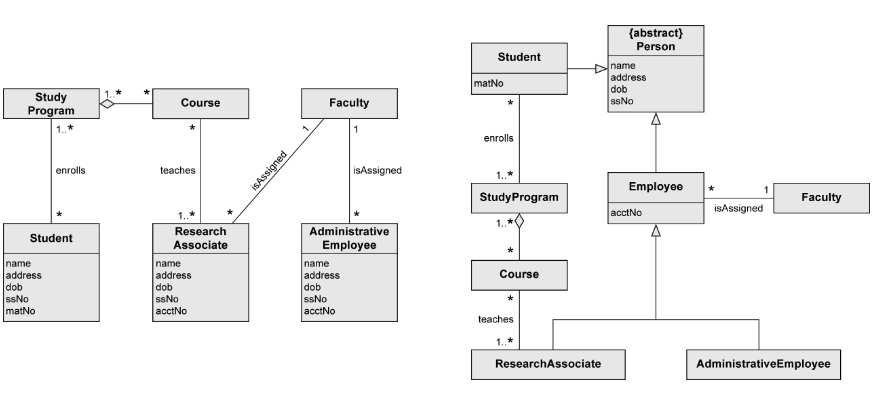 Study
Program
1..*
*
Course
Faculty
1..*
enrolls
*
*
teaches
1..*
1
isAssigned
*
1
isAssigned
*
Student
name
address
dob
ssNo
matNo
Research
Associate
name
address
dob
ssNo
acctNo
Administrative
Employee
name
address
dob
ssNo
acctNo
Student
matNo
{abstract}
Person
name
address
dob
ssNo
*
enrolls
1..*
StudyProgram
1..*
*
Course
*
teaches
1..*
ResearchAssociate
Employee
acctNo
*
1
isAssigned
Faculty
AdministrativeEmployee